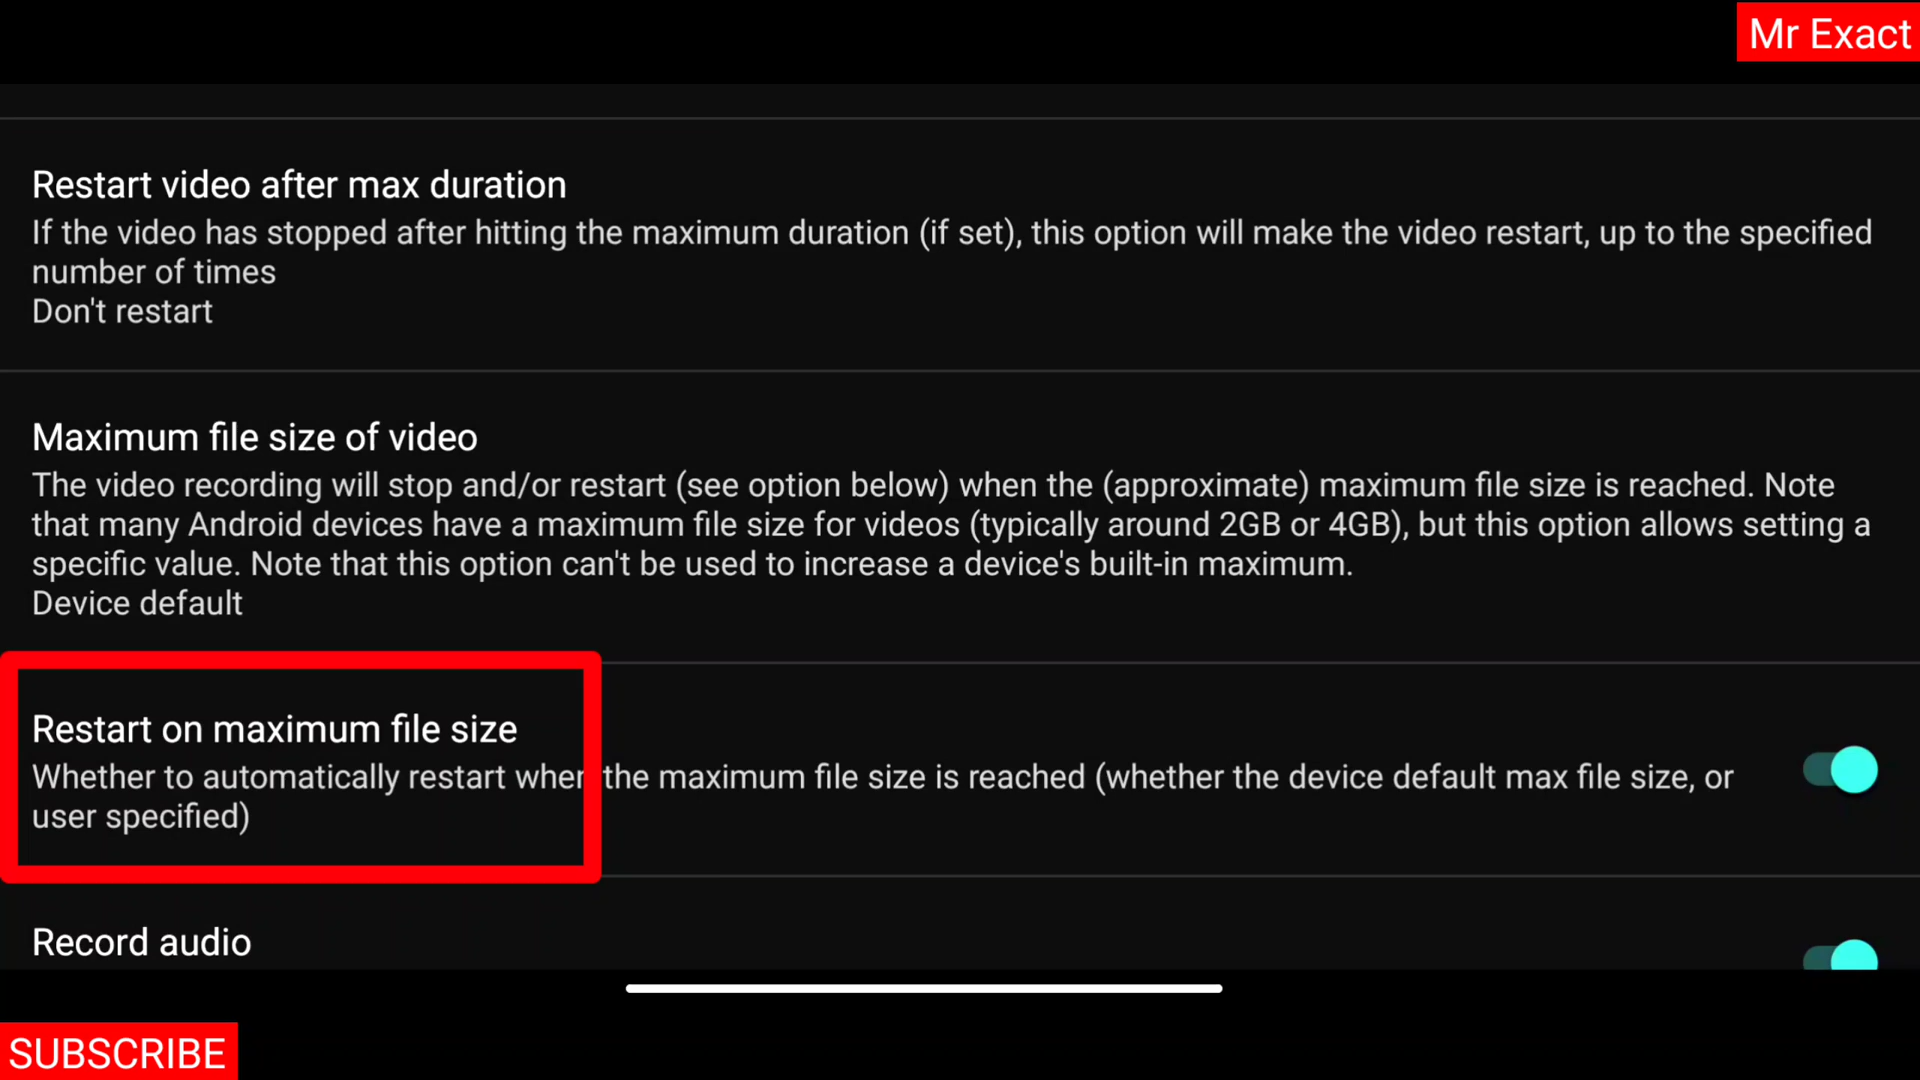 Mr Exact
Restart video after max duration
If the video has stopped after hitting the maximum duration (if set), this option will make the video restart, up to the specified
number of times
Don't restart
Maximum file size of video
The video recording will stop and/or restart (see option below) when the (approximate) maximum file size is reached. Note
that many Android devices have a maximum file size for videos (typically around 2GB or 4GB), but this option allows setting a
specific value. Note that this option can't be used to increase a device's built-in maximum.
Device default
Restart on maximum file size
Whether to automatically restart when the maximum file size is reached (whether the device default max file size, or
user specified)
Record audio
SUBSCRIBE